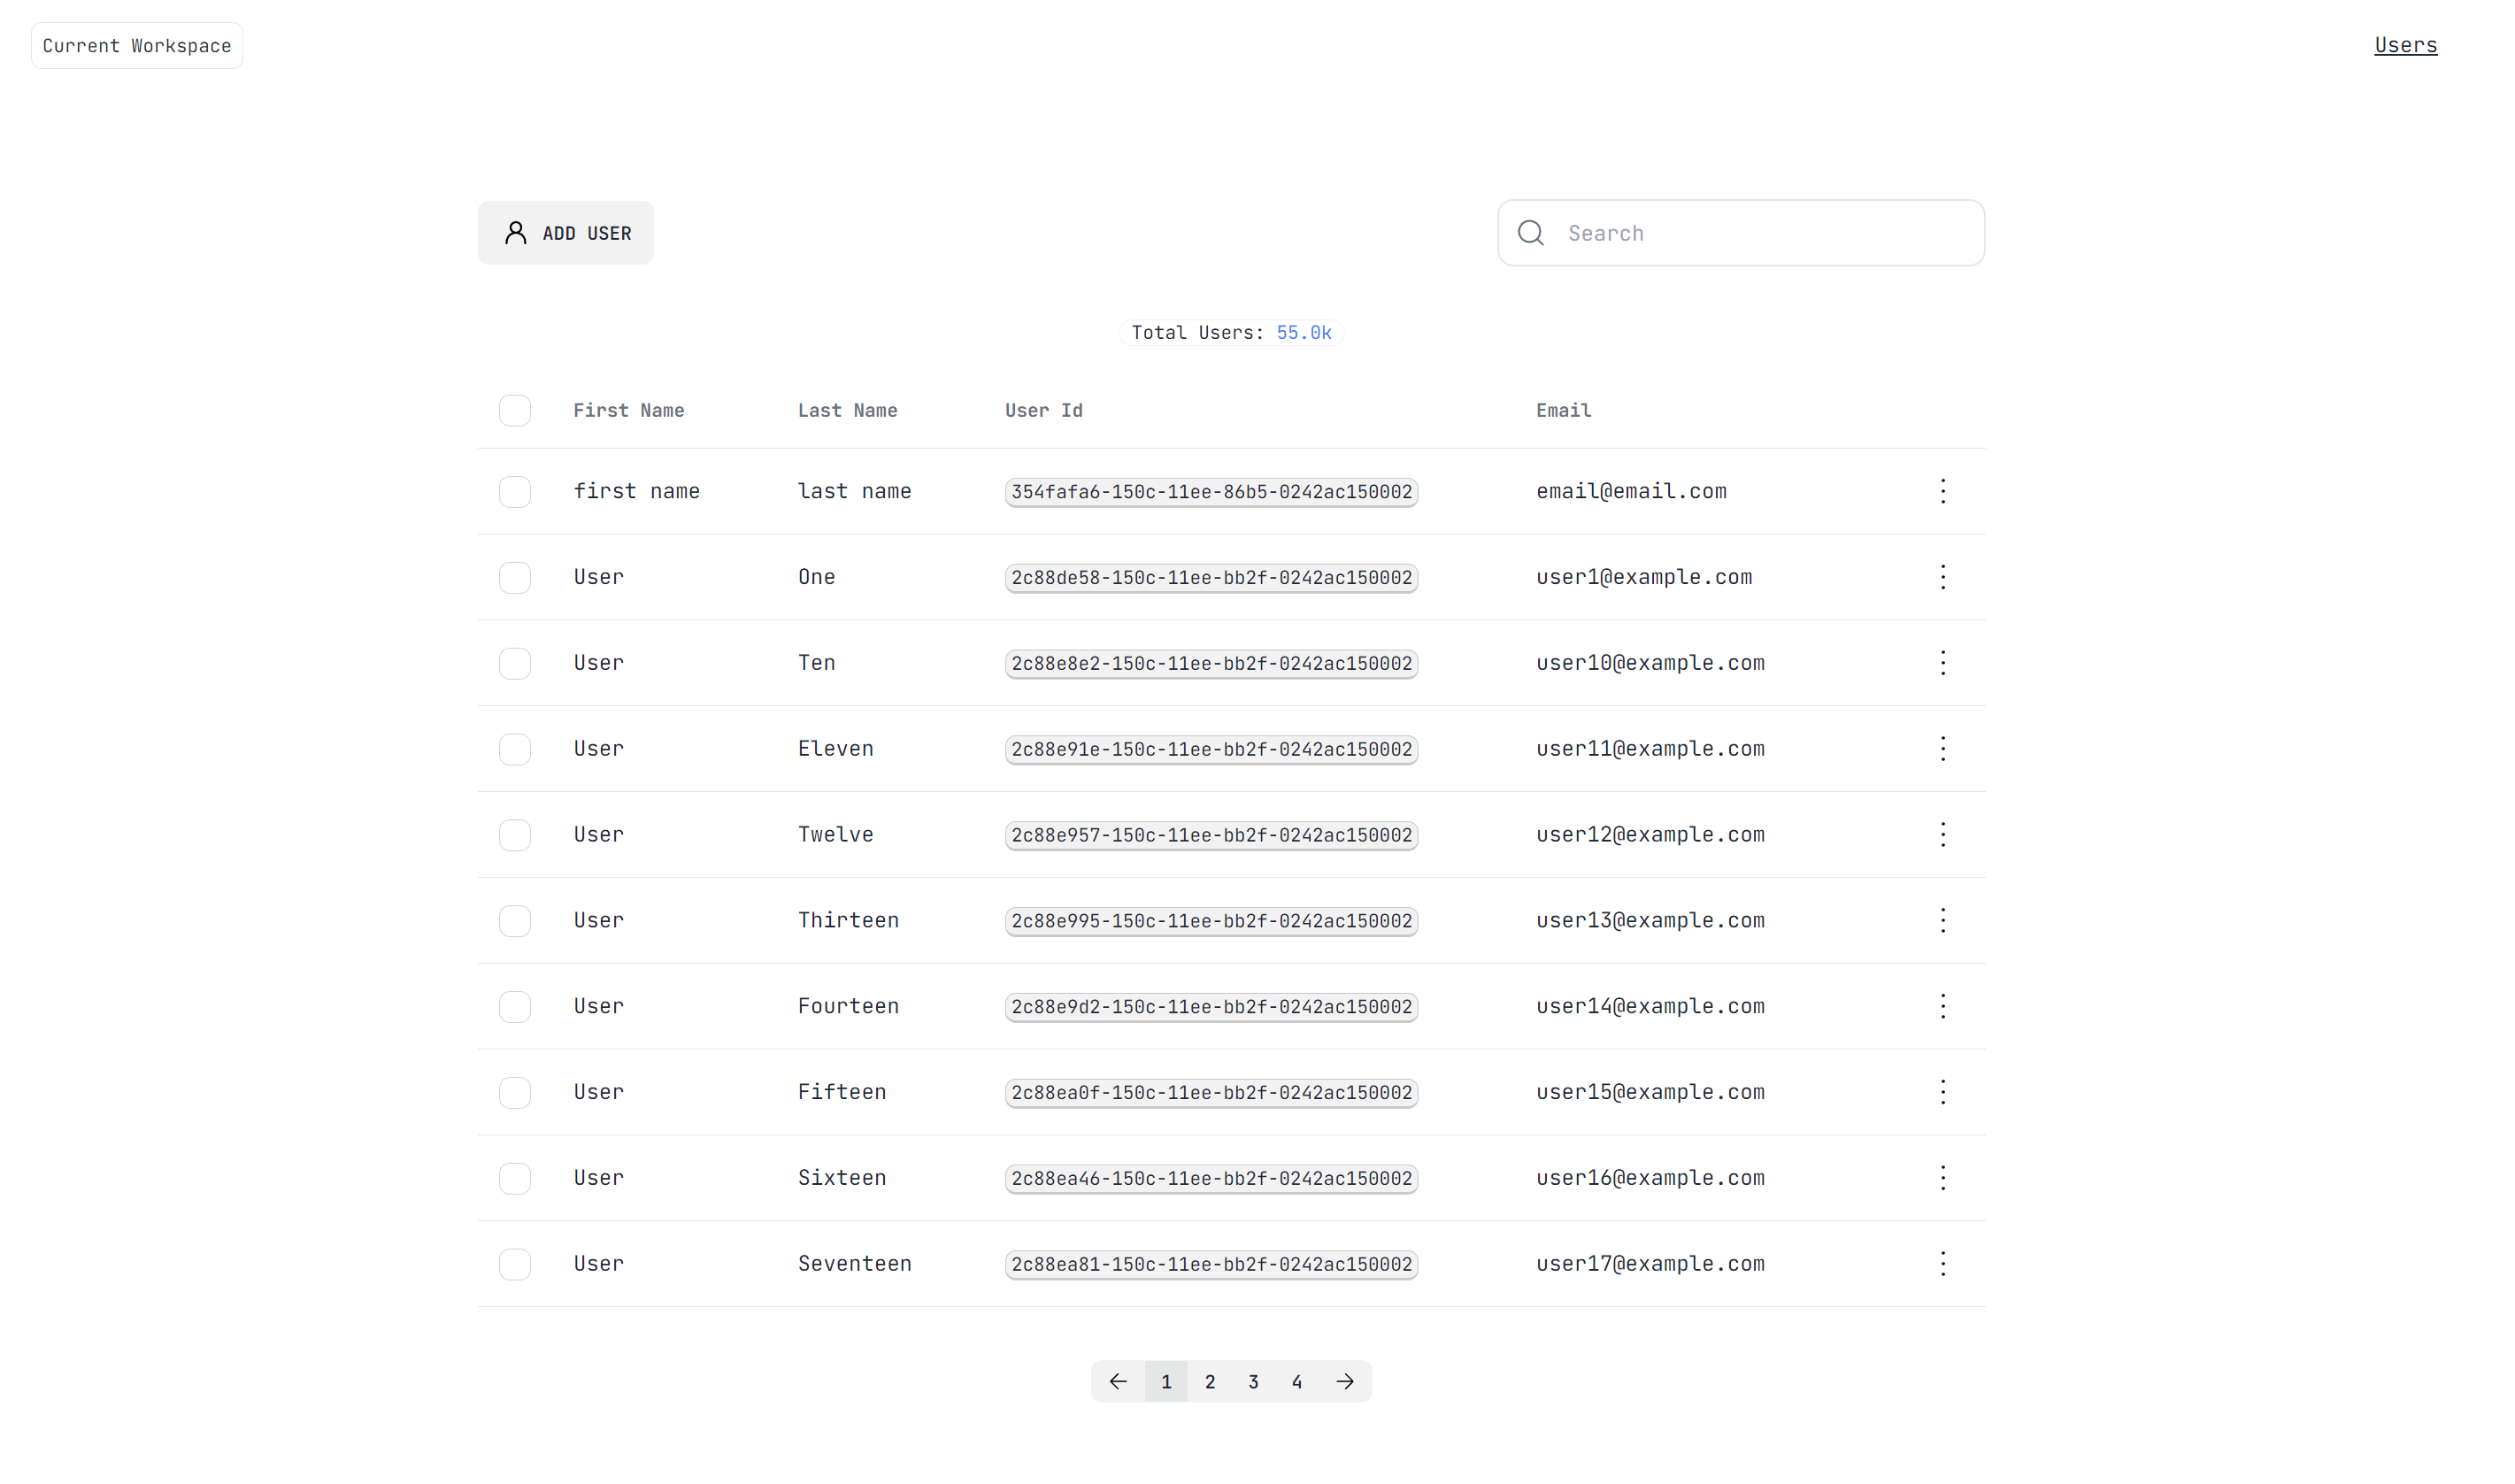 Current Workspace
Users
ADD USER
Search
Total Users: 55.0k
First Name Last Name User Id Email
first name last name 354fafa6-150c-11ee-86b5-0242ac150002 email@email.com
User One 2c88de58-150c-11ee-bb2f-0242ac150002 user1@example.com
User Ten 2c88e8e2-150c-11ee-bb2f-0242ac150002 user10@example.com
User Eleven 2c88e91e-150c-11ee-bb2f-0242ac150002 user11@example.com
User Twelve 2c88e957-150c-11ee-bb2f-0242ac150002 user12@example.com
User Thirteen 2c88e995-150c-11ee-bb2f-0242ac150002 user13@example.com
User Fourteen 2c88e9d2-150c-11ee-bb2f-0242ac150002 user14@example.com
User Fifteen 2c88ea0f-150c-11ee-bb2f-0242ac150002 user15@example.com
User Sixteen 2c88ea46-150c-11ee-bb2f-0242ac150002 user16@example.com
User Seventeen 2c88ea81-150c-11ee-bb2f-0242ac150002 user17@example.com
1 2 3 4